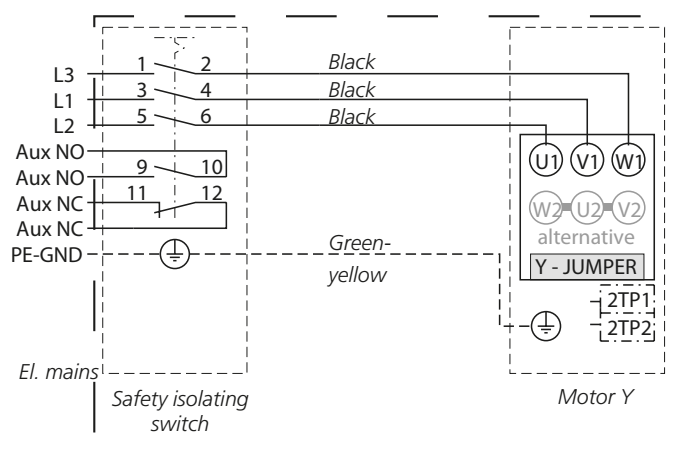 L3 1 2 Black
L1 3 4 Black
L2 5 6 Black
Aux NO
Aux NO 9 10
Aux NC 11 12
Aux NC
PE-GND Green-
yellow
U1 V1 W1
W2 U2 V2
alternative
Y - JUMPER
2TP1
2TP2
El. mains
Safety isolating
switch
Motor Y